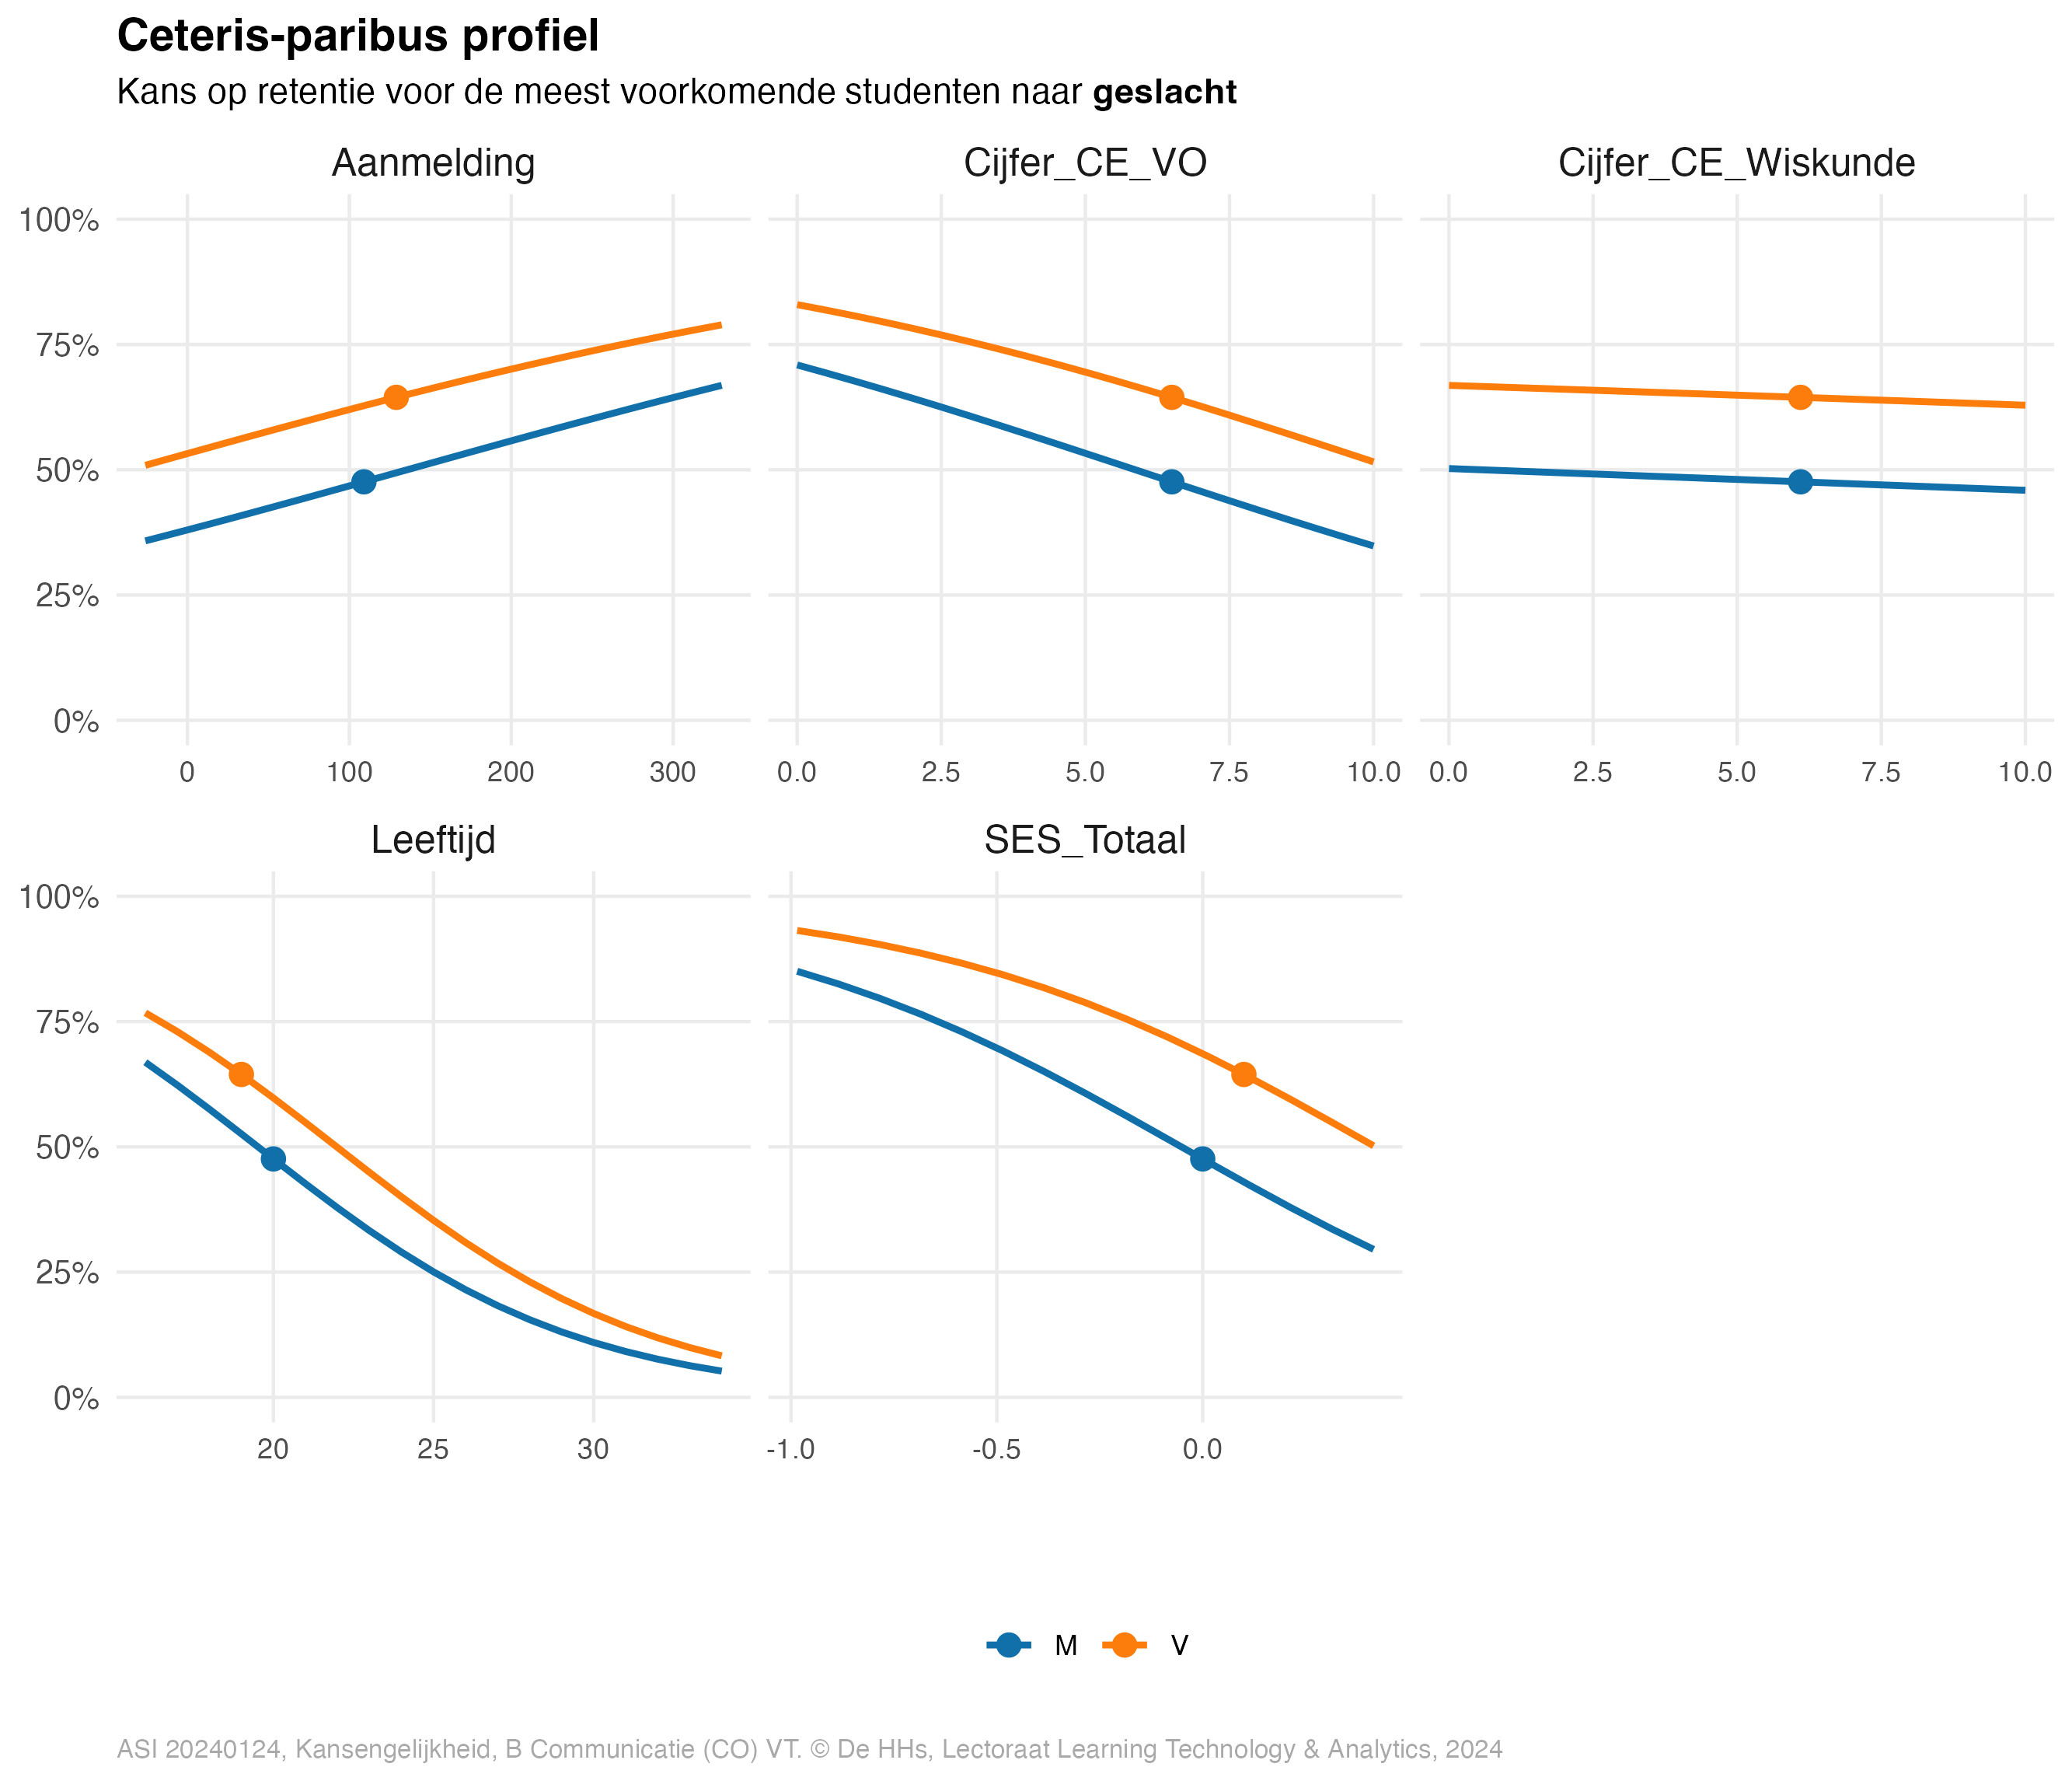 Ceteris-paribus profiel
Kans op retentie voor de meest voorkomende studenten naar geslacht
Aanmelding
Cijfer_CE_VO
Cijfer_CE_Wiskunde
100%
75%
50%
25%
0%
0 100 200 300
0.0 2.5 5.0 7.5 10.0
0.0 2.5 5.0 7.5 10.0
Leeftijd
SES_Totaal
100%
75%
50%
25%
0%
20 25 30
-1.0 -0.5 0.0
M V
ASI 20240124, Kansengelijkheid, B Communicatie (CO) VT. © De HHs, Lectoraat Learning Technology & Analytics, 2024